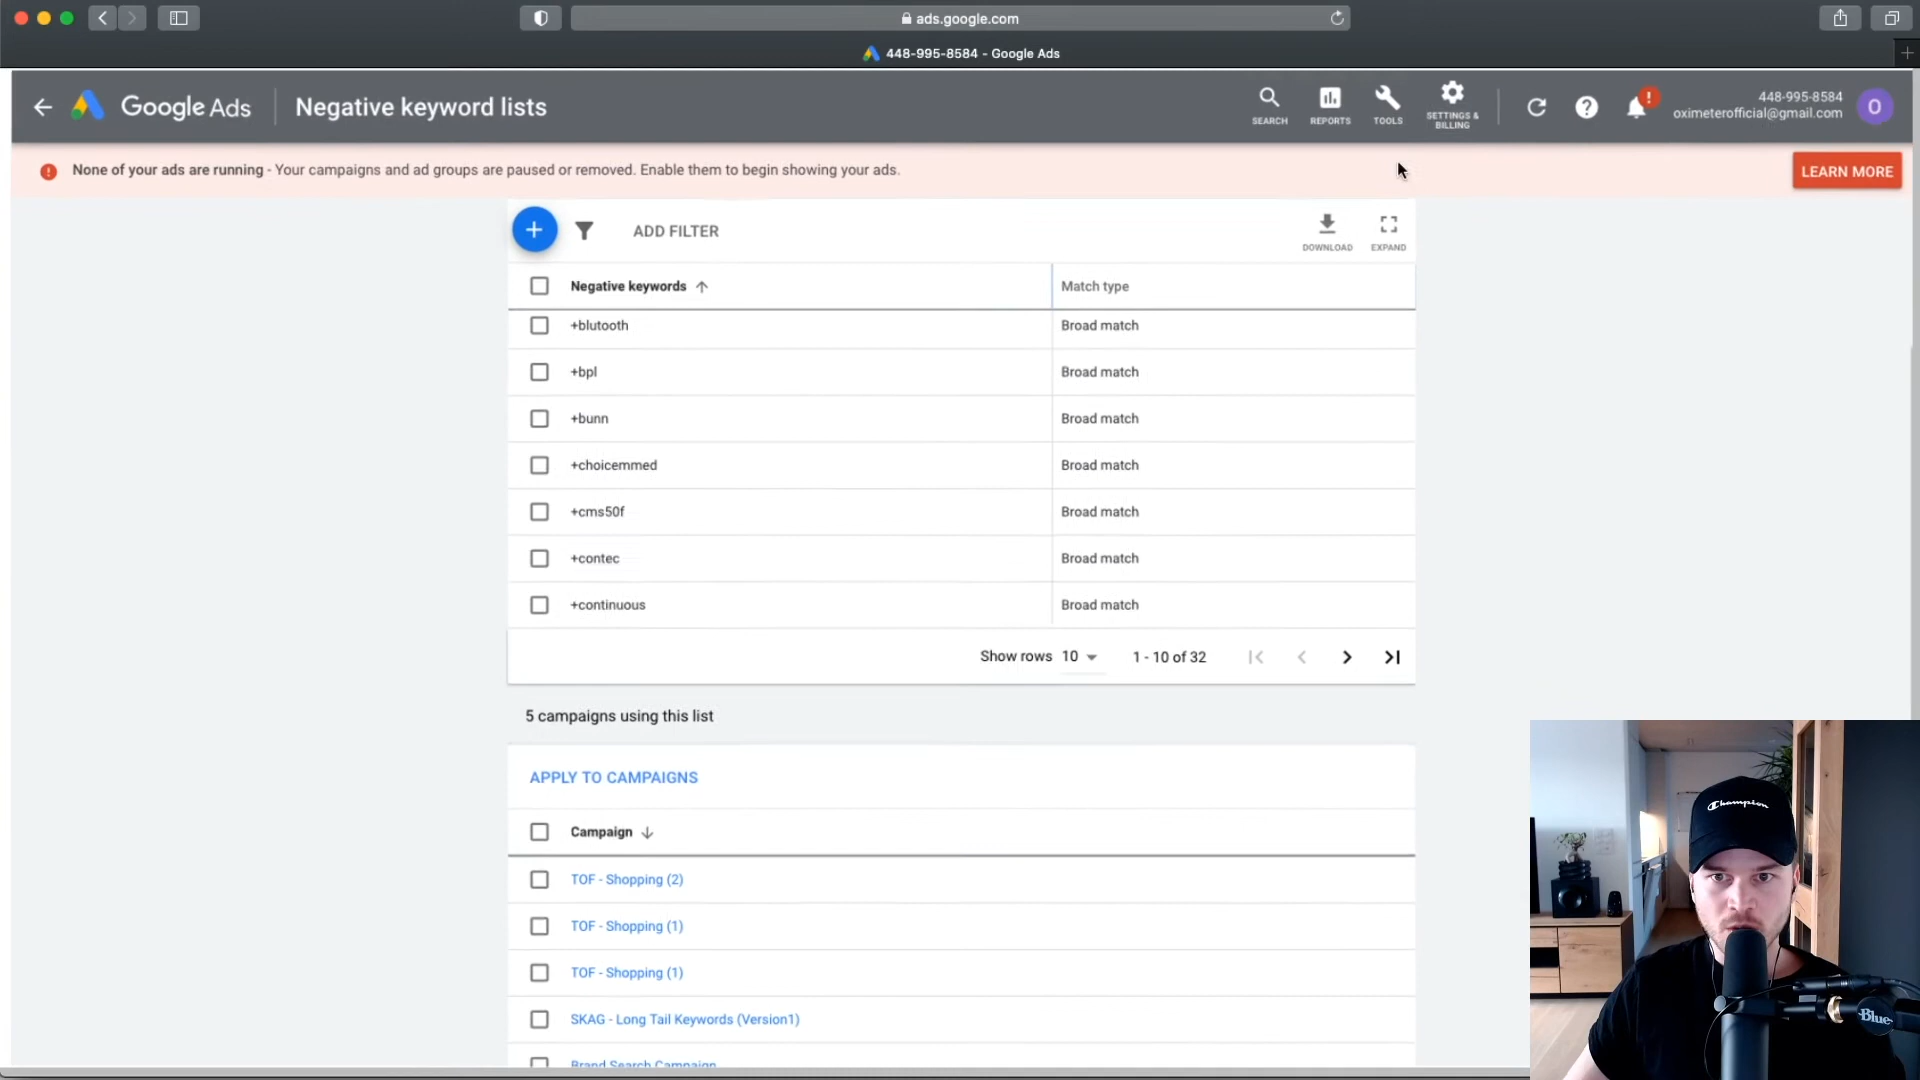 ads.google.com
448-995-8584 - Google Ads
Google Ads
Negative keyword lists
SEARCH
REPORTS
TOOLS
SETTINGS &
BILLING
!
448-995-8584
oximeterofficial@gmail.com
O
None of your ads are running - Your campaigns and ad groups are paused or removed. Enable them to begin showing your ads.
LEARN MORE
ADD FILTER
DOWNLOAD
EXPAND
Negative keywords
Match type
+blutooth
Broad match
+bpl
Broad match
+bunn
Broad match
+choicemmed
Broad match
+cms50f
Broad match
+contec
Broad match
+continuous
Broad match
Show rows 10
1 - 10 of 32
5 campaigns using this list
APPLY TO CAMPAIGNS
Campaign
TOF - Shopping (2)
TOF - Shopping (1)
TOF - Shopping (1)
SKAG - Long Tail Keywords (Version1)
Brand Search Campaign
Champion
Blue